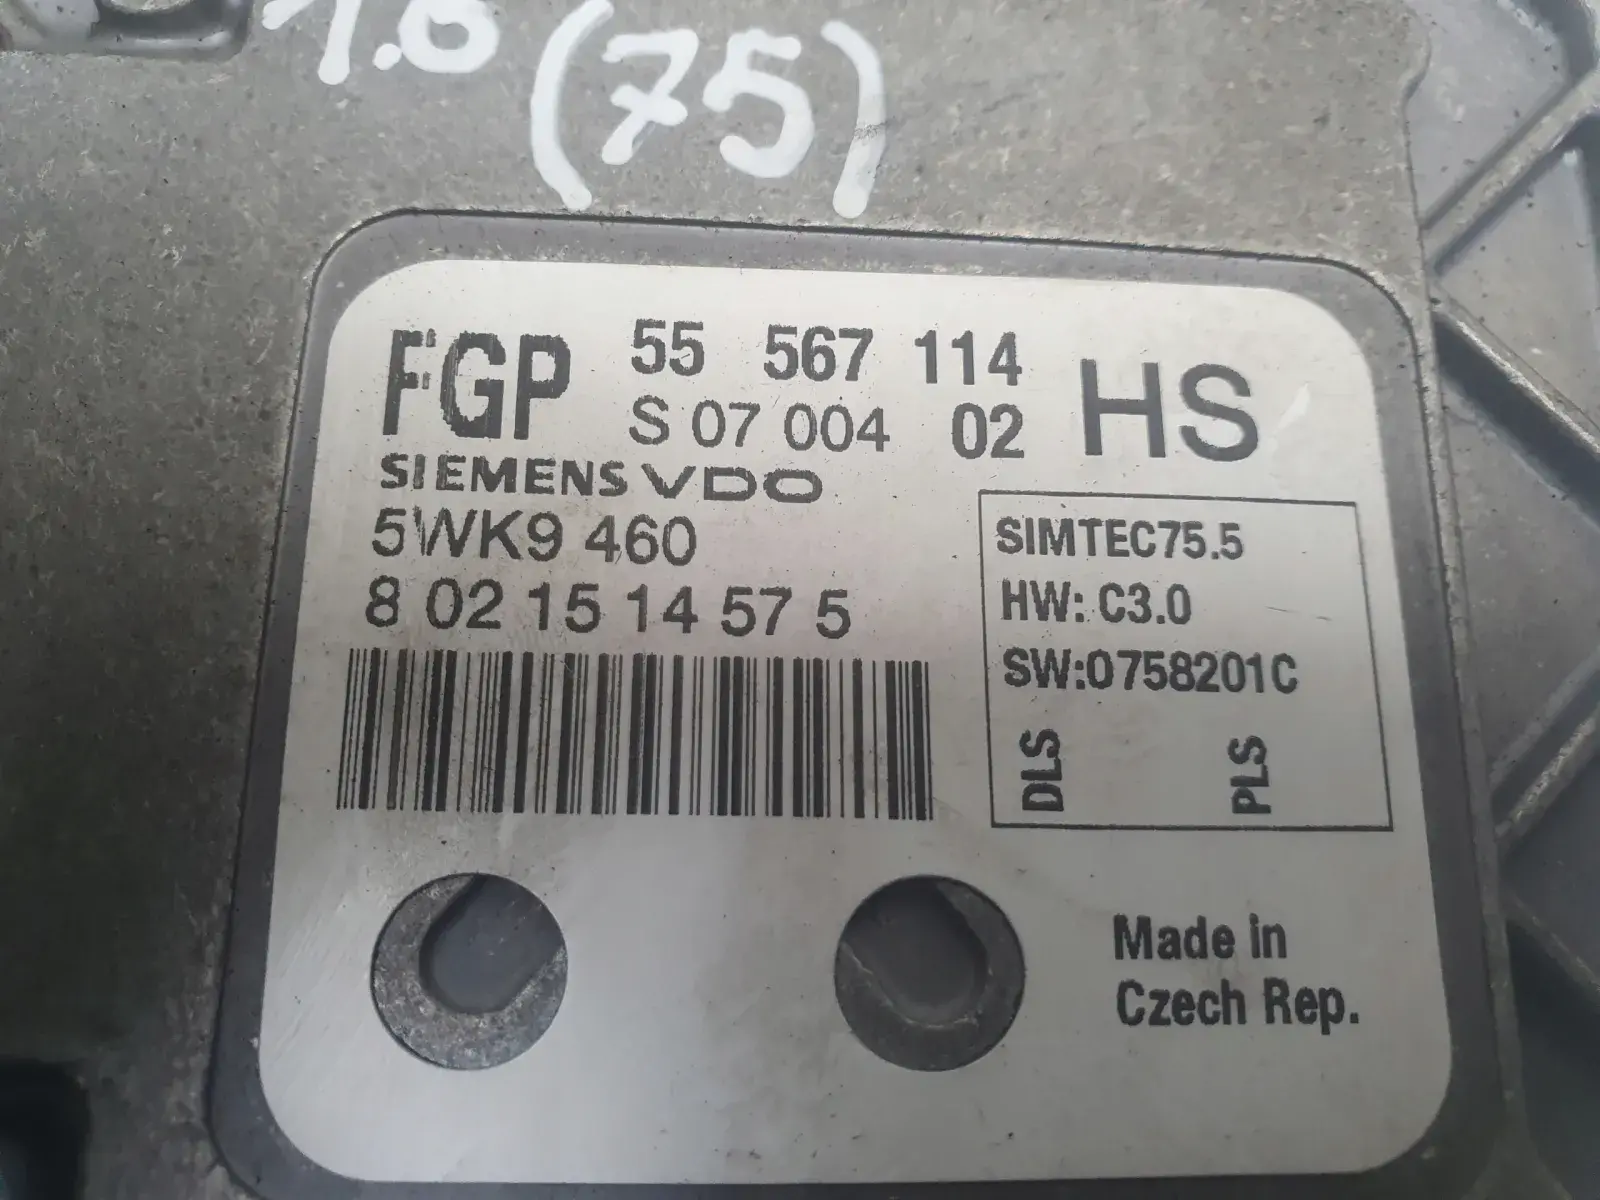 1.6 (75)
FGP 55 567 114 HS
S 07 004 02
SIEMENS VDO
5WK9 460
8 02 15 14 57 5
SIMTEC75.5
HW: C3.0
SW:0758201C
DLS PLS
Made in
Czech Rep.